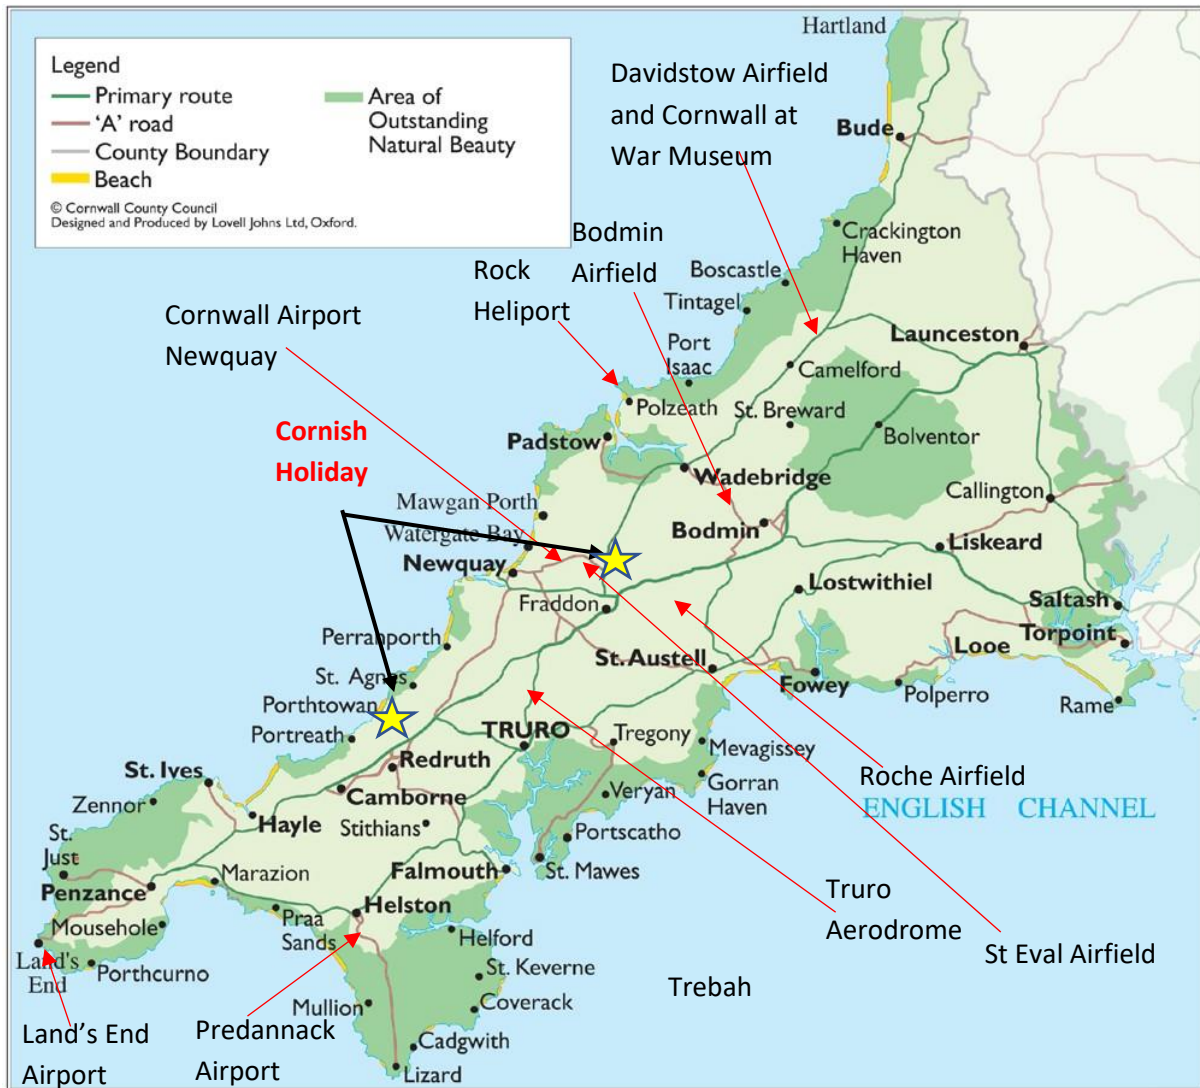 Hartland
Legend
Primary route
'A' road
County Boundary
Beach
Area of
Outstanding
Natural Beauty
© Cornwall County Council
Designed and Produced by Lovell Johns Ltd, Oxford.
Davidstow Airfield
and Cornwall at
War Museum
Bude
Bodmin
Airfield
Crackington
Haven
Rock
Heliport
Boscastle
Tintagel
Cornwall Airport
Newquay
Port
Isaac
Launceston
Camelford
Polzeath
St. Breward
Cornish
Holiday
Padstow
Bolventor
Wadebridge
Mawgan Porth
Callington
Watergate Bay
Bodmin
Newquay
Liskeard
Fraddon
Lostwithiel
Saltash
Perranporth
Torpoint
St. Austell
Looe
St. Agnes
Fowey
Polperro
Rame
Porthtowan
Portreath
TRURO
Tregony
Mevagissey
Redruth
St. Ives
Roche Airfield
Gorran
Haven
Zennor
Camborne
Veryan
ENGLISH CHANNEL
Hayle
Stithians
Portscatho
St.
Just
Marazion
Falmouth
St. Mawes
Penzance
Truro
Aerodrome
Helston
Mousehole
Praa
Sands
Helford
St Eval Airfield
Land's
End
Porthcurno
St. Keverne
Trebah
Mullion
Coverack
Land's End
Airport
Predannack
Airport
Cadgwith
Lizard